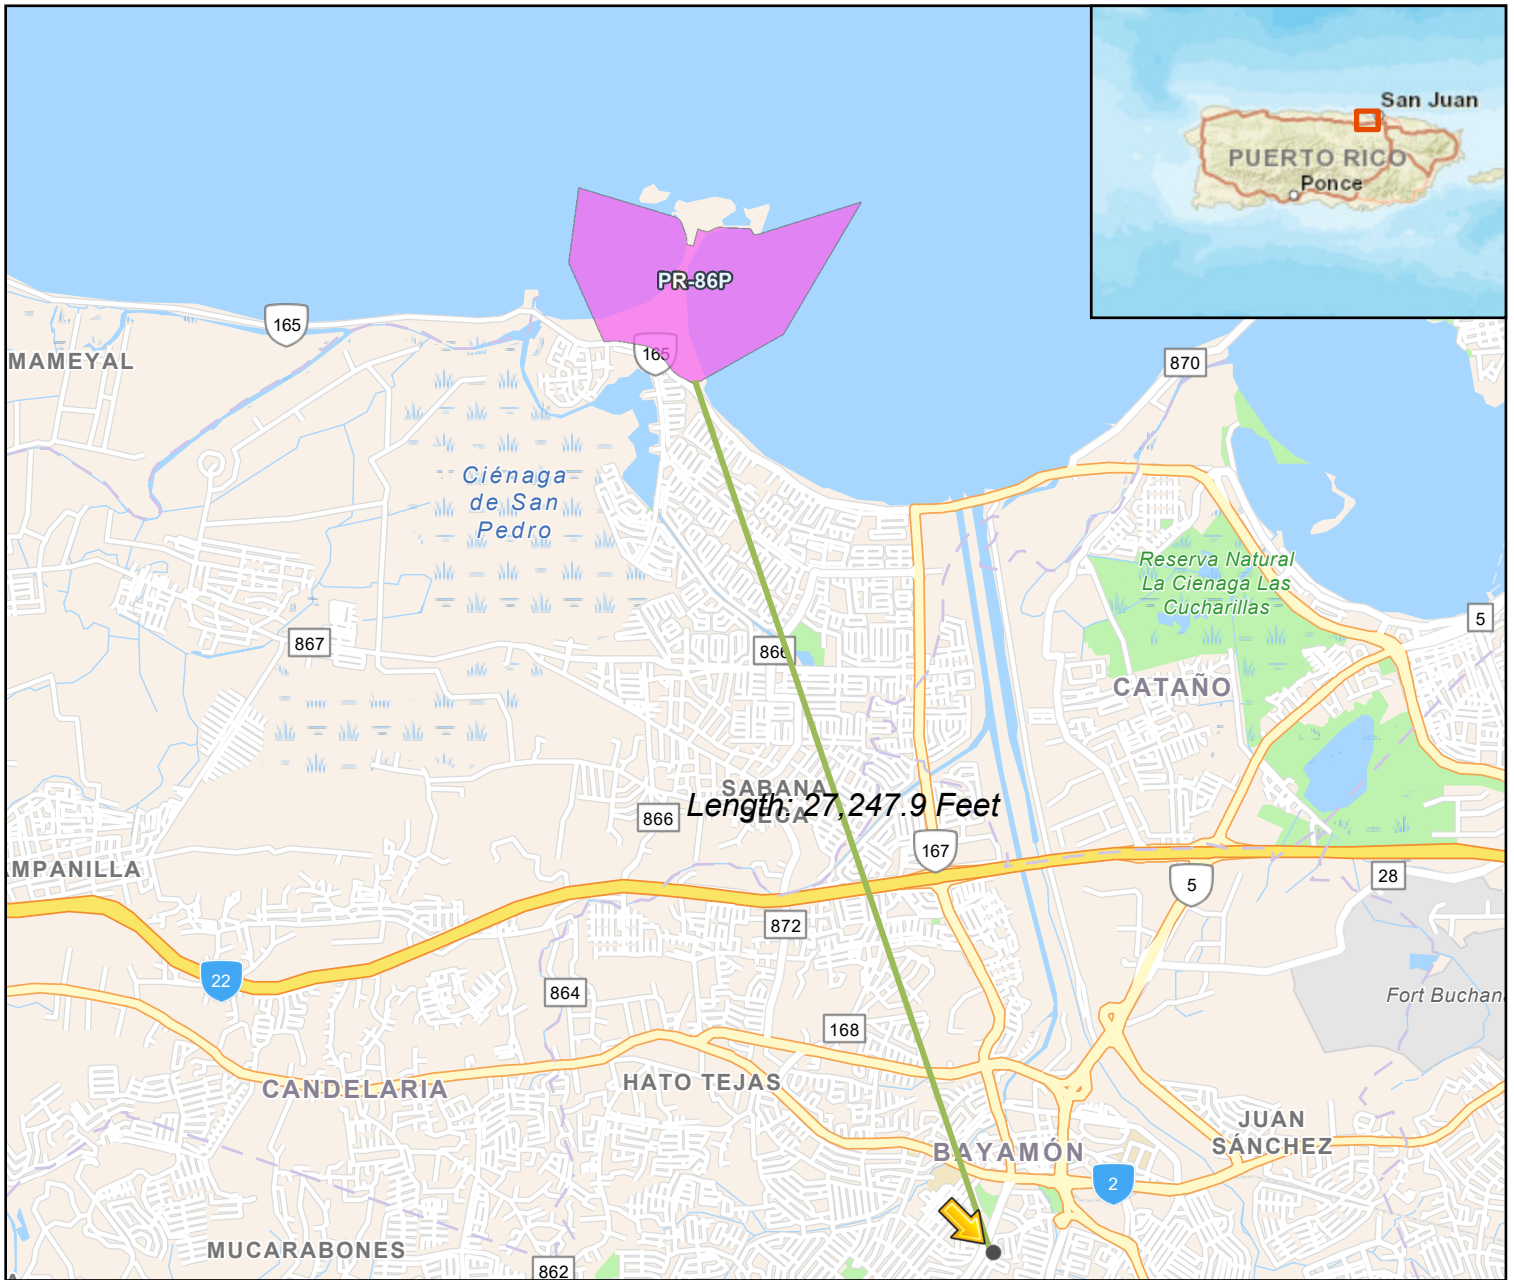 San Juan
PUERTO RICO
Ponce
PR-86P
165
165
MAMEYAL
870
Ciénaga
de San
Pedro
Reserva Natural
La Cienaga Las
Cucharillas
5
867
866
CATAÑO
SABANA
SECA
Length: 27,247.9 Feet
866
167
AMPANILLA
5
28
872
22
864
Fort Buchan
168
HATO TEJAS
CANDELARIA
JUAN
SÁNCHEZ
BAYAMÓN
2
MUCARABONES
862